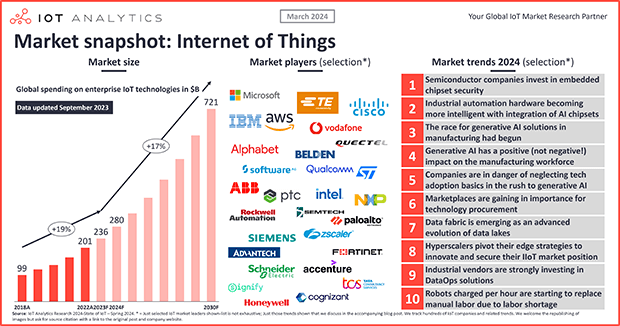 IOT ANALYTICS
March 2024
Your Global IoT Market Research Partner
Market snapshot: Internet of Things
Market size
Global spending on enterprise IoT technologies in $B
Data updated September 2023
721
+17%
+19%
280
236
201
99
2018A
2022A
2023F
2024F
2030F
Market players (selection*)
Microsoft
TE
connectivity
CISCO
IBM
aws
vodafone
QUECTEL
Alphabet
BELDEN
software AG
Qualcomm
ST
ABB
ptc
intel
NXP
Rockwell
Automation
SEMTECH
paloalto
SIEMENS
zscaler
ADVANTECH
FORTINET
Schneider
Electric
accenture
Signify
tcs
TATA
CONSULTANCY
SERVICES
Honeywell
cognizant
Market trends 2024 (selection*)
1 Semiconductor companies invest in embedded
chipset security
2 Industrial automation hardware becoming
more intelligent with integration of AI chipsets
3 The race for generative AI solutions in
manufacturing had begun
4 Generative AI has a positive (not negative!)
impact on the manufacturing workforce
5 Companies are in danger of neglecting tech
adoption basics in the rush to generative AI
6 Marketplaces are gaining in importance for
technology procurement
7 Data fabric is emerging as an advanced
evolution of data lakes
8 Hyperscalers pivot their edge strategies to
innovate and secure their IIoT market position
9 Industrial vendors are strongly investing in
DataOps solutions
10 Robots charged per hour are starting to replace
manual labor due to labor shortage
Source: IoT Analytics Research 2024-State of IoT – Spring 2024. * = Just selected IoT market leaders shown-list is not exhaustive; Just those trends shown that we discuss in the accompanying blog post. We track hundreds of IoT companies and related trends. We welcome the republishing of
images but ask for source citation with a link to the original post and company website